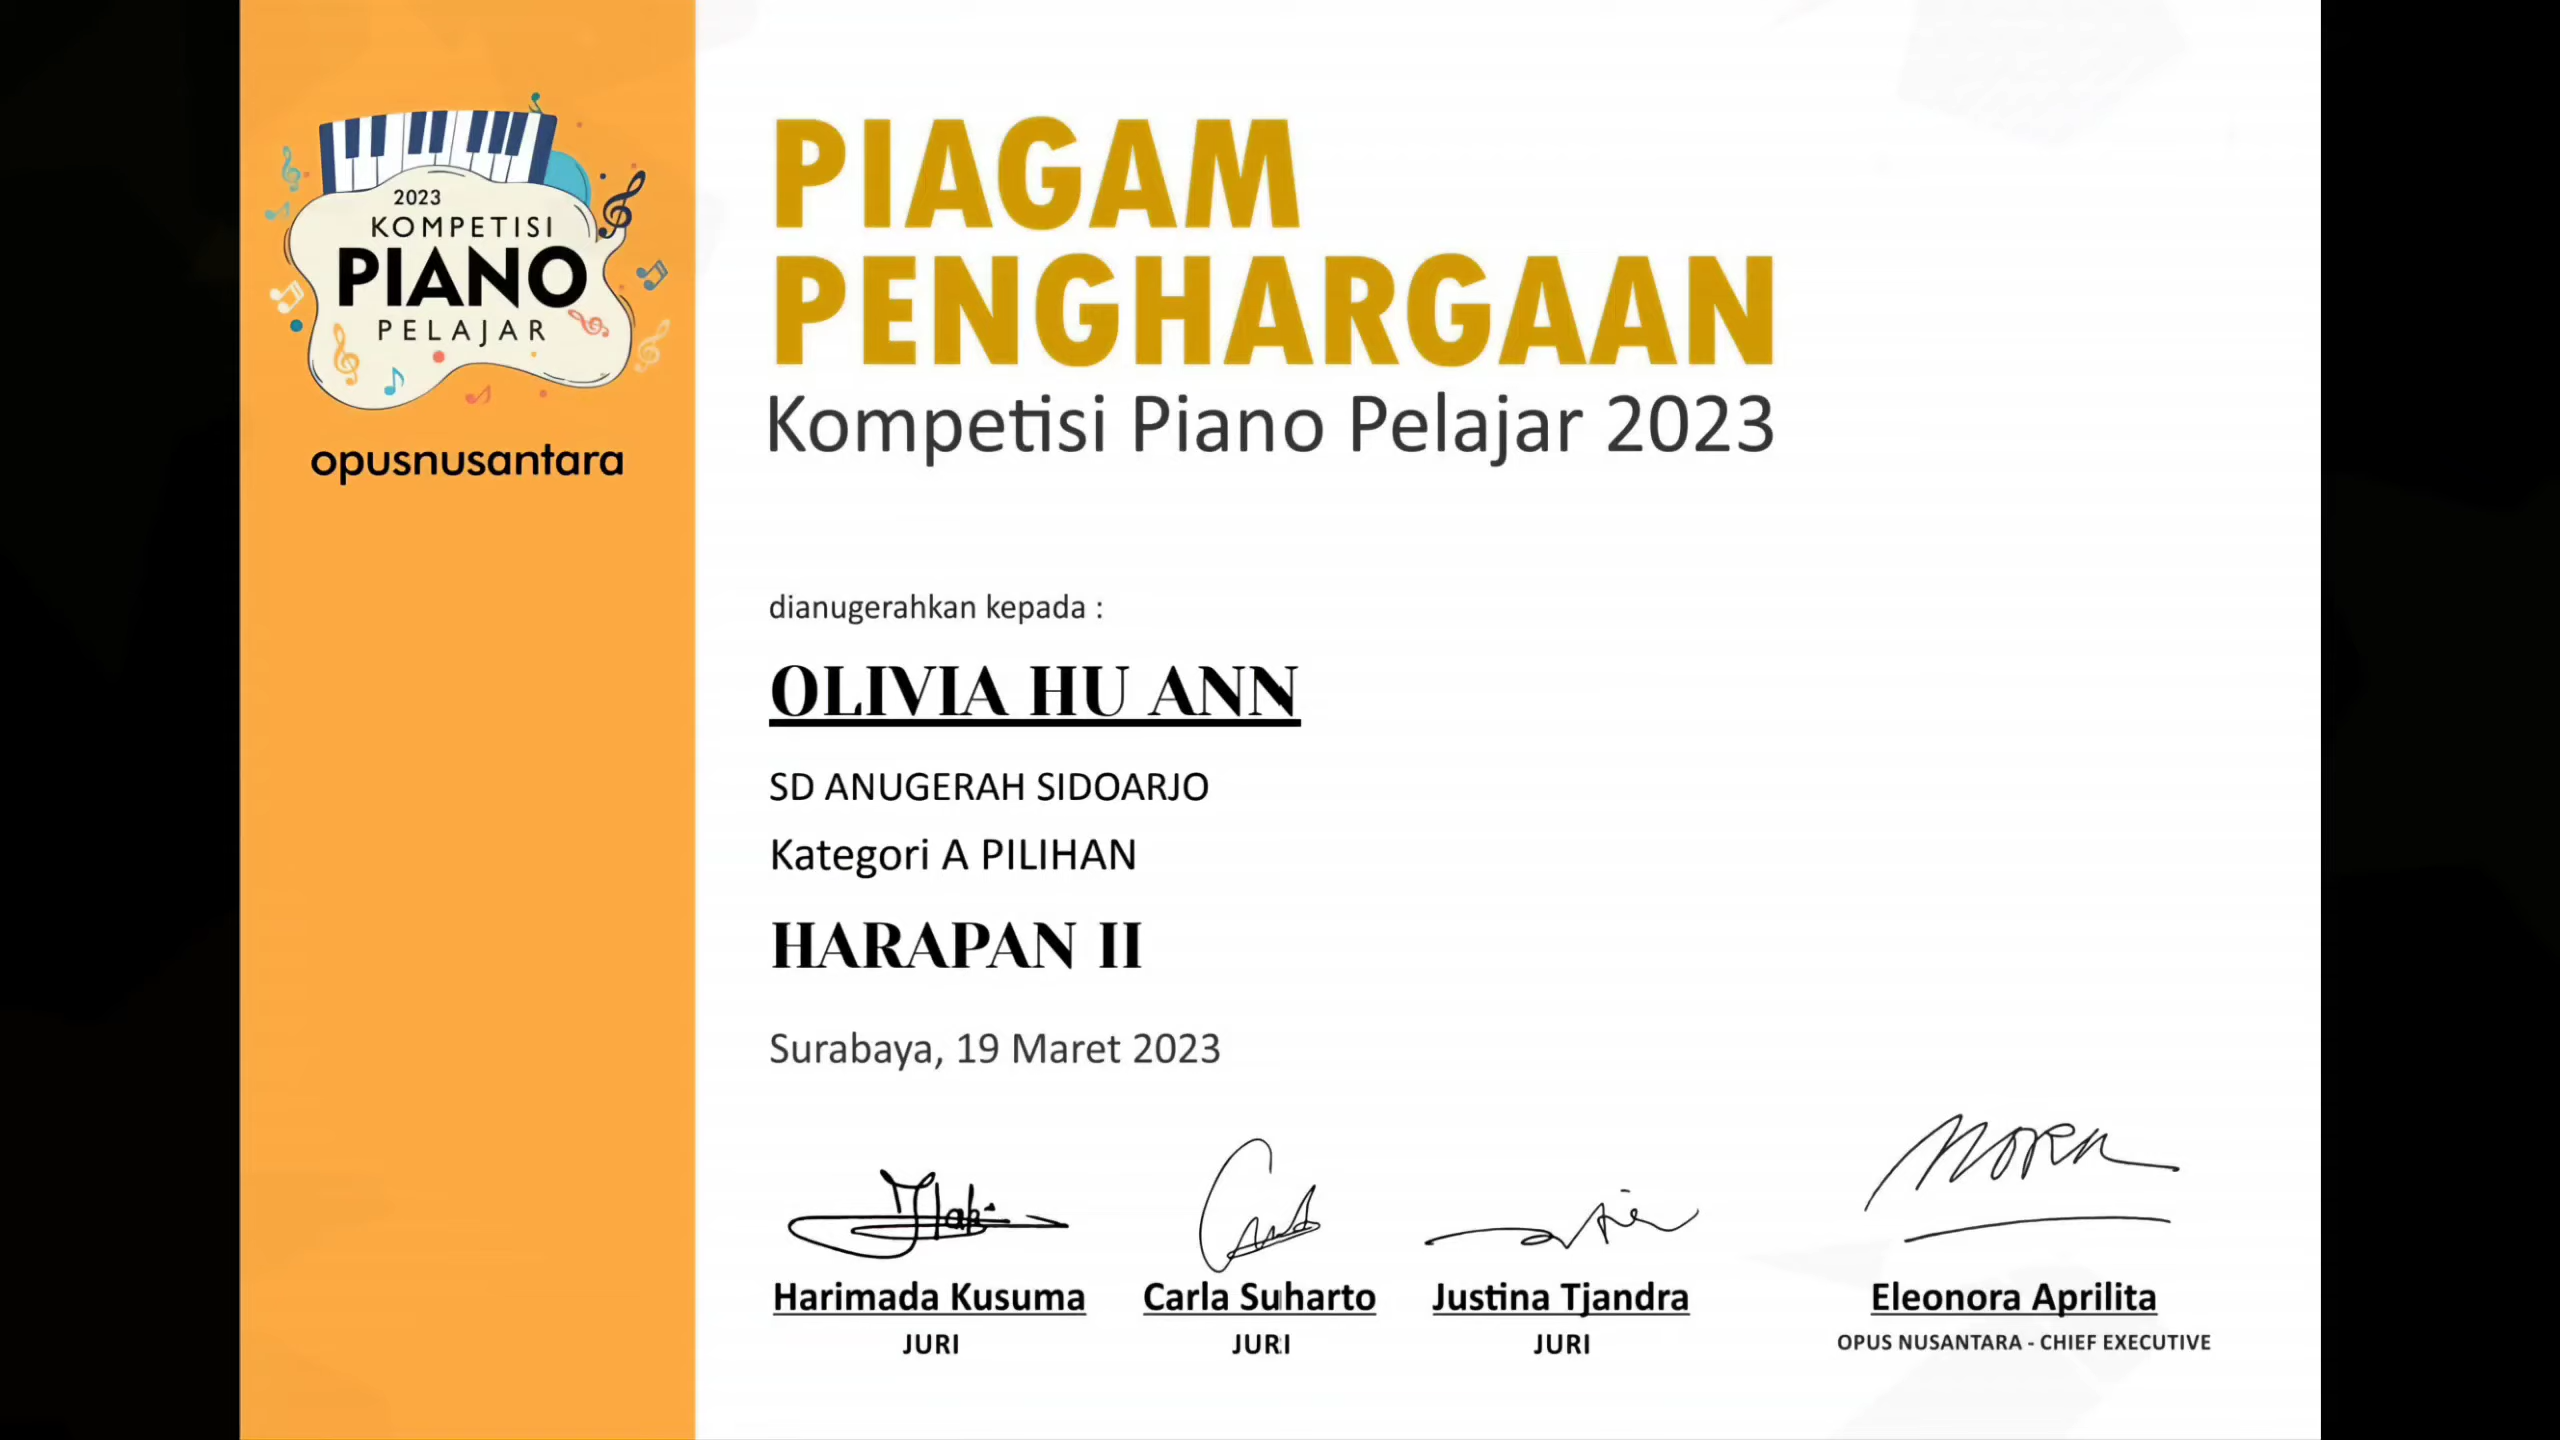 2023
KOMPETISI
PIANO
PELAJAR
opusnusantara
PIAGAM
PENGHARGAAN
Kompetisi Piano Pelajar 2023
dianugerahkan kepada :
OLIVIA HU ANN
SD ANUGERAH SIDOARJO
Kategori A PILIHAN
HARAPAN II
Surabaya, 19 Maret 2023
Harimada Kusuma Carla Suharto Justina Tjandra Eleonora Aprilita
JURI JURI JURI OPUS NUSANTARA - CHIEF EXECUTIVE